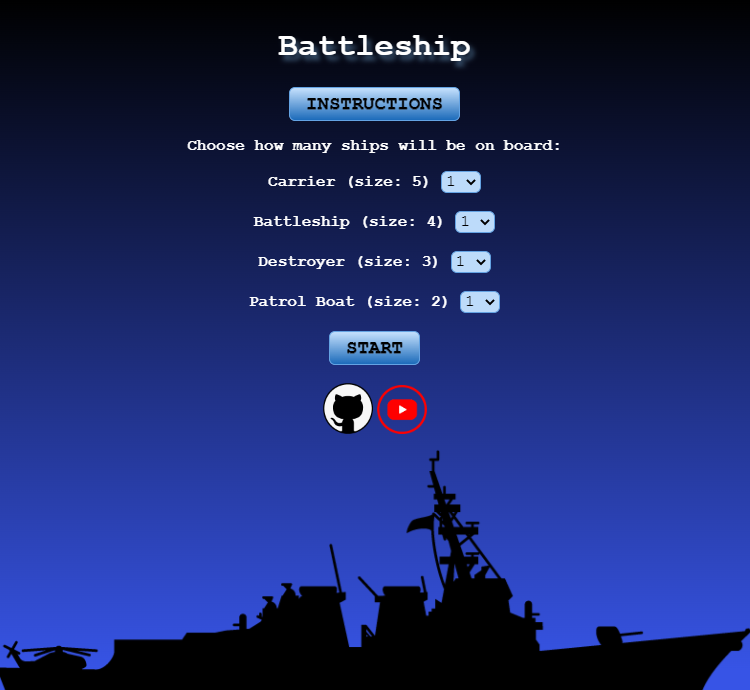 Battleship
INSTRUCTIONS
Choose how many ships will be on board:
Carrier (size: 5) 1
Battleship (size: 4) 1
Destroyer (size: 3) 1
Patrol Boat (size: 2) 1
START